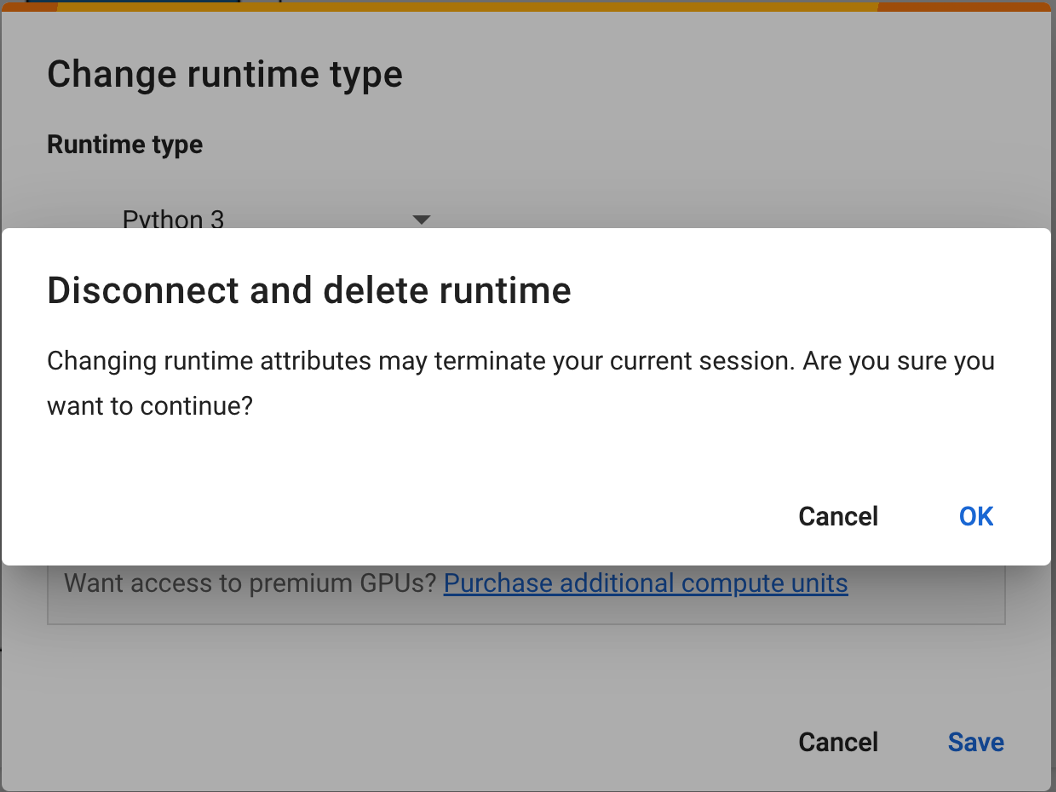 Change runtime type
Runtime type
Python 3
Disconnect and delete runtime
Changing runtime attributes may terminate your current session. Are you sure you
want to continue?
Cancel OK
Want access to premium GPUs? Purchase additional compute units
Cancel Save